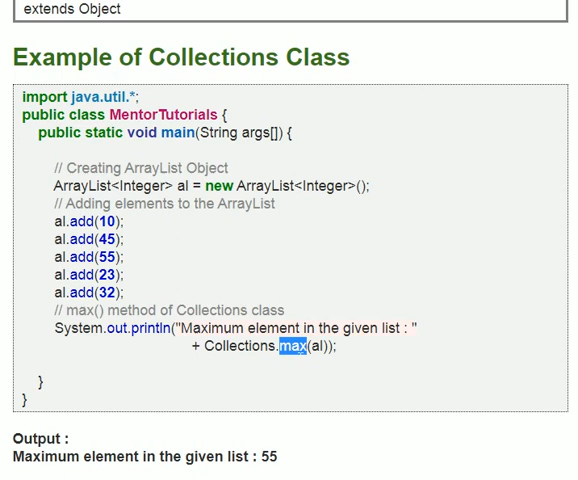 extends Object
Example of Collections Class
import java.util.*;
public class MentorTutorials {
public static void main(String args[]) {
// Creating ArrayList Object
ArrayList<Integer> al = new ArrayList<Integer>();
// Adding elements to the ArrayList
al.add(10);
al.add(45);
al.add(55);
al.add(23);
al.add(32);
// max() method of Collections class
System.out.println("Maximum element in the given list : "
+ Collections.max(al));
}
}
Output :
Maximum element in the given list : 55